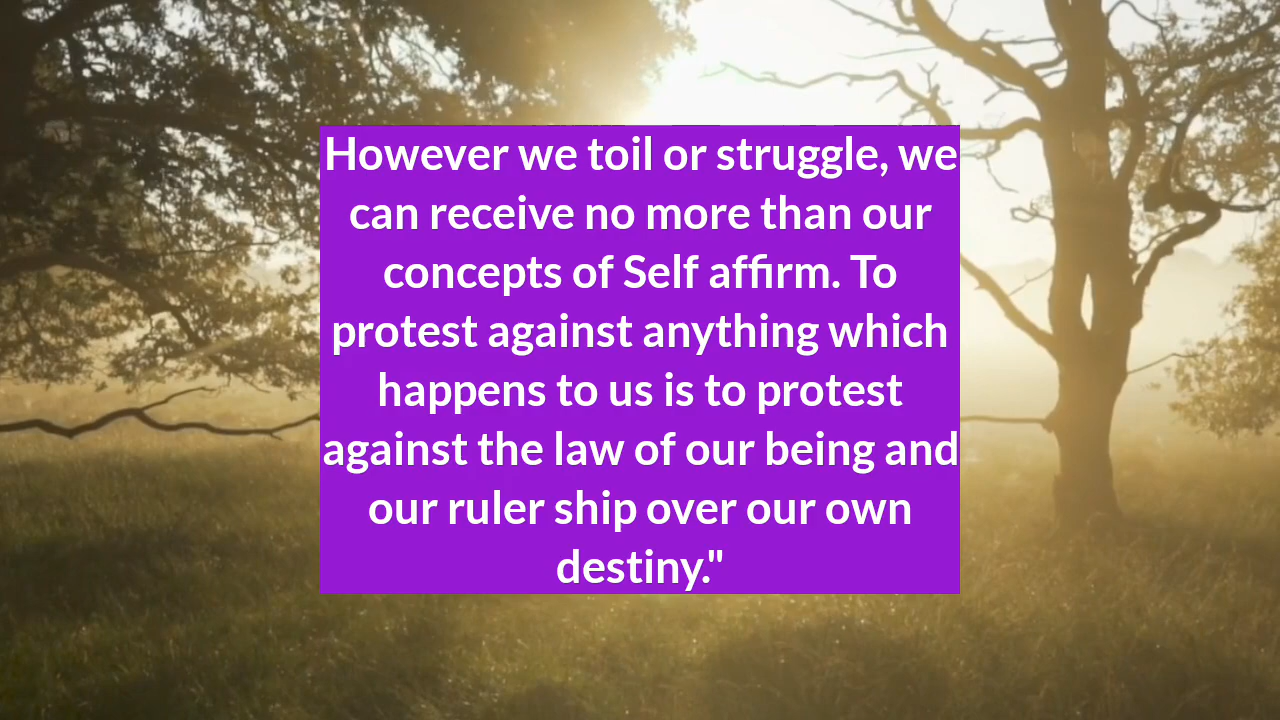 However we toil or struggle, we
can receive no more than our
concepts of Self affirm. To
protest against anything which
happens to us is to protest
against the law of our being and
our ruler ship over our own
destiny."